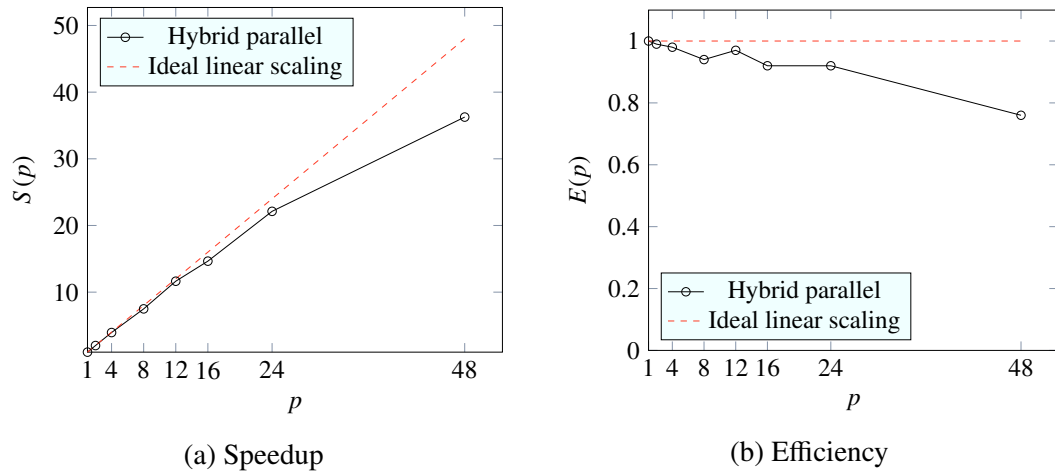 50
40
30
20
10
1 4 8 12 16 24 48
S(p)
p
Hybrid parallel
Ideal linear scaling
(a) Speedup
1
0.8
0.6
0.4
0.2
0
1 4 8 12 16 24 48
E(p)
p
Hybrid parallel
Ideal linear scaling
(b) Efficiency